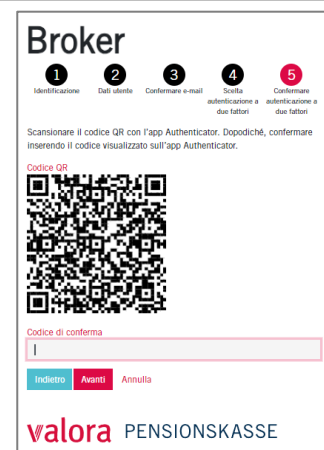 Broker
1 2 3 4 5
Identificazione Dati utente Confermare e-mail Scelta Confermare
autenticazione a autenticazione a
due fattori due fattori
Scansionare il codice QR con l'app Authenticator. Dopodiché, confermare
inserendo il codice visualizzato sull'app Authenticator.
Codice QR
Codice di conferma
Indietro Avanti Annulla
valora PENSIONSKASSE